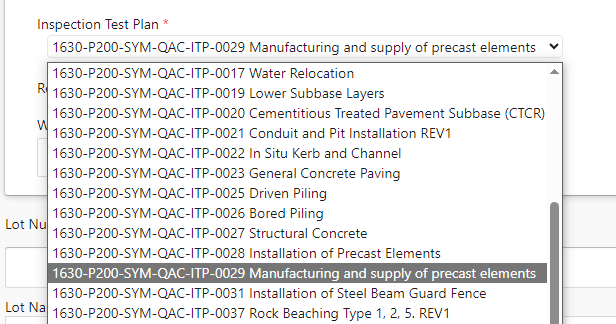 Inspection Test Plan *
1630-P200-SYM-QAC-ITP-0029 Manufacturing and supply of precast elements
1630-P200-SYM-QAC-ITP-0017 Water Relocation
1630-P200-SYM-QAC-ITP-0019 Lower Subbase Layers
1630-P200-SYM-QAC-ITP-0020 Cementitious Treated Pavement Subbase (CTCR)
1630-P200-SYM-QAC-ITP-0021 Conduit and Pit Installation REV1
1630-P200-SYM-QAC-ITP-0022 In Situ Kerb and Channel
1630-P200-SYM-QAC-ITP-0023 General Concrete Paving
1630-P200-SYM-QAC-ITP-0025 Driven Piling
1630-P200-SYM-QAC-ITP-0026 Bored Piling
1630-P200-SYM-QAC-ITP-0027 Structural Concrete
1630-P200-SYM-QAC-ITP-0028 Installation of Precast Elements
1630-P200-SYM-QAC-ITP-0029 Manufacturing and supply of precast elements
1630-P200-SYM-QAC-ITP-0031 Installation of Steel Beam Guard Fence
1630-P200-SYM-QAC-ITP-0037 Rock Beaching Type 1, 2, 5. REV1
Lot Nu
Lot Na